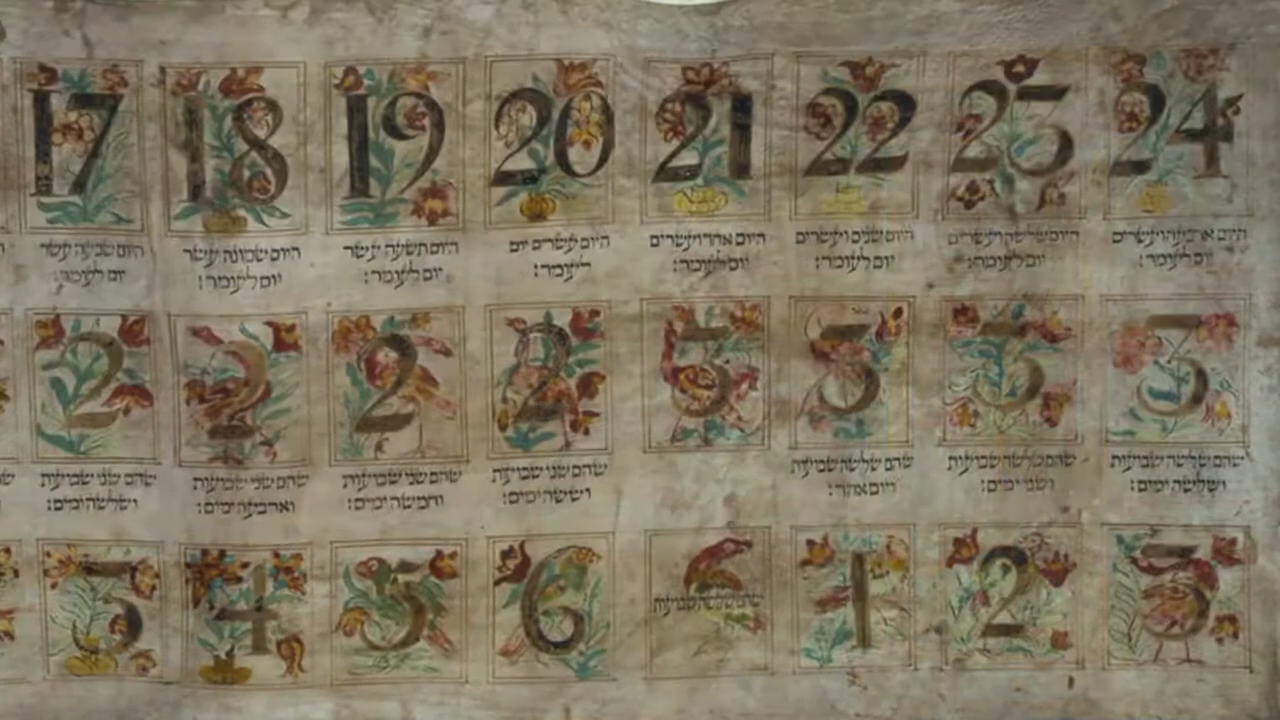 17 18 19 20 21 22 23 24
היום שבעה עשר
יום לעומר:
היום שמונה עשר
יום לעומר:
היום תשעה עשר
יום לעומר:
היום עשרים יום
לעומר:
היום אחד ועשרים
יום לעומר:
היום שנים ועשרים
יום לעומר:
היום שלשה ועשרים
יום לעומר:
היום ארבעה ועשרים
יום לעומר:
2 2 2 2 3 3 3 3
שהם שני שבועות
ושלשה ימים:
שהם שני שבועות
וארבעה ימים:
שהם שני שבועות
וחמשה ימים:
שהם שני שבועות
וששה ימים:
שהם שלשה שבועות
ויום אחד:
שהם שלשה שבועות
ושני ימים:
שהם שלשה שבועות
ושלשה ימים:
3 4 5 6 1 2 3
שהם שלשה שבועות